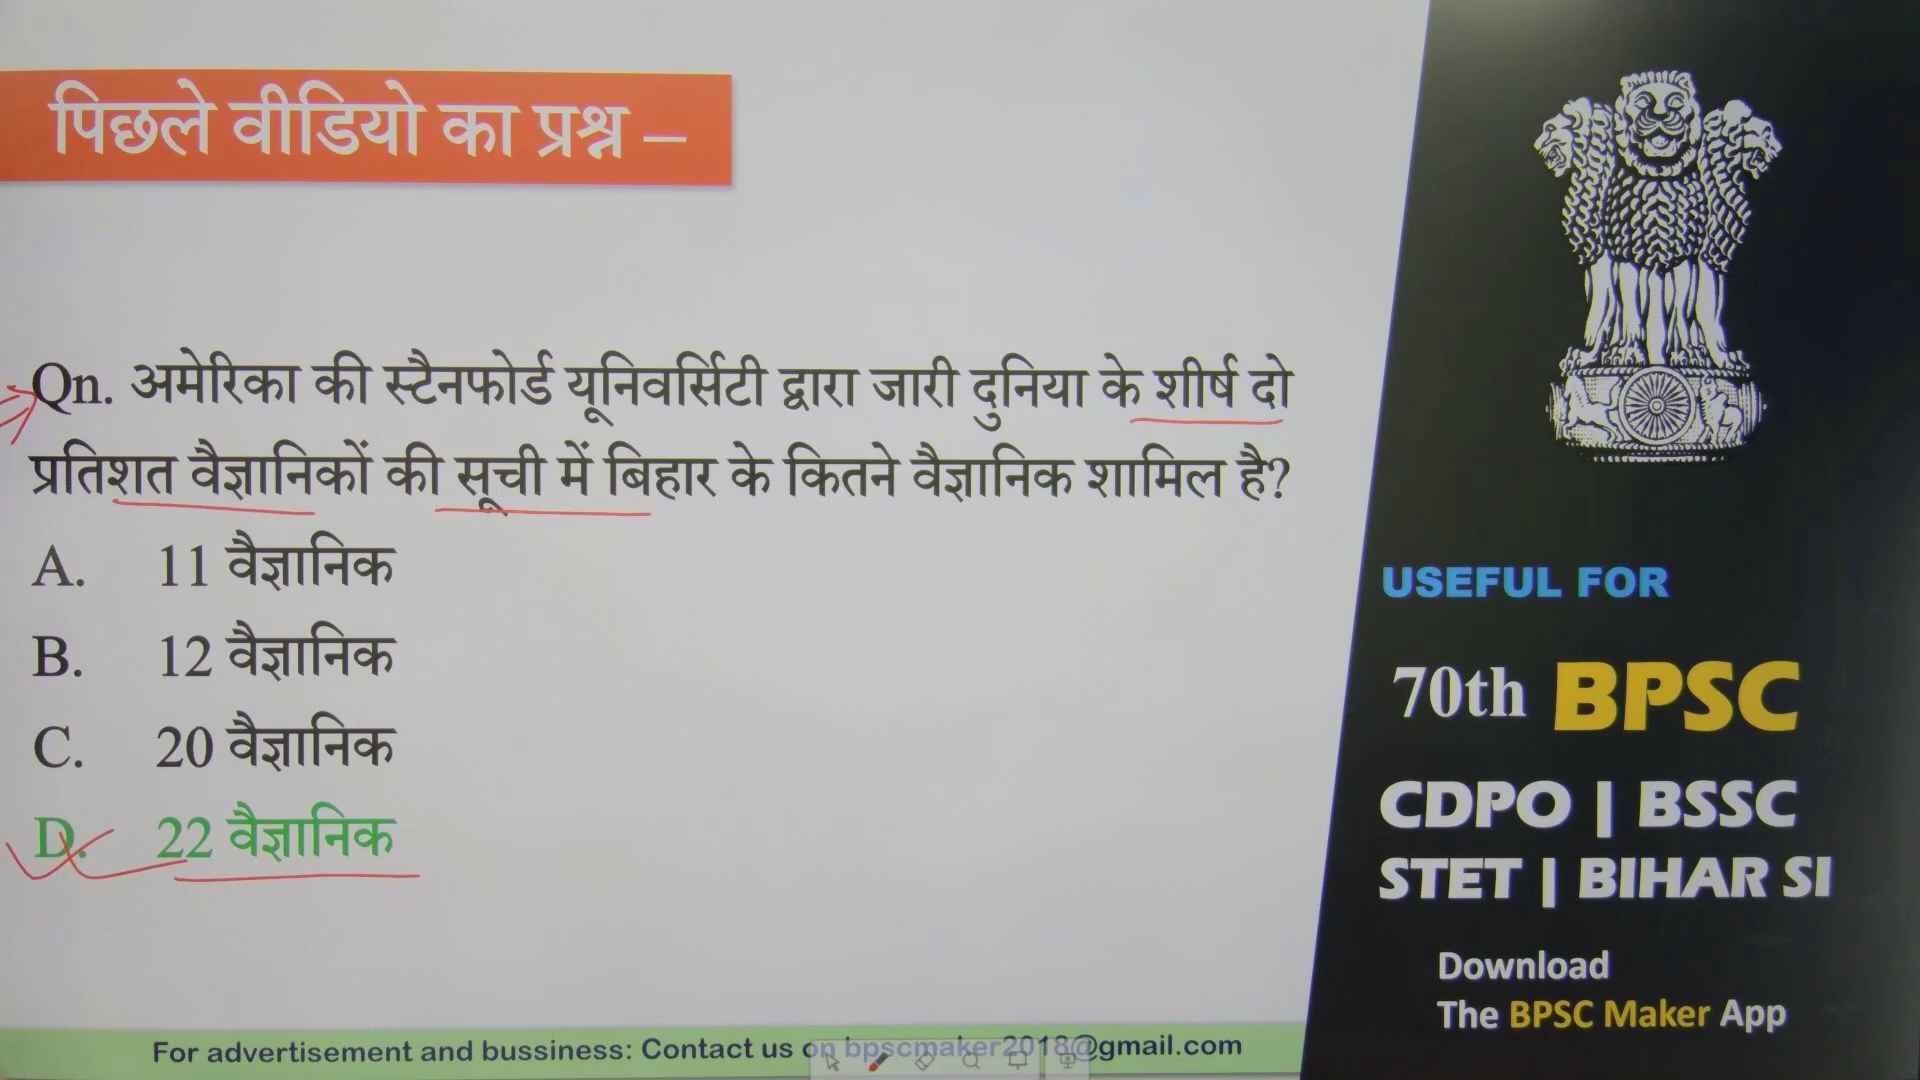 पिछले वीडियो का प्रश्न –
Qn. अमेरिका की स्टैनफोर्ड यूनिवर्सिटी द्वारा जारी दुनिया के शीर्ष दो
प्रतिशत वैज्ञानिकों की सूची में बिहार के कितने वैज्ञानिक शामिल है?
A. 11 वैज्ञानिक
B. 12 वैज्ञानिक
C. 20 वैज्ञानिक
D. 22 वैज्ञानिक
For advertisement and bussiness: Contact us on bpscmaker2018@gmail.com
USEFUL FOR
70th BPSC
CDPO | BSSC
STET | BIHAR SI
Download
The BPSC Maker App